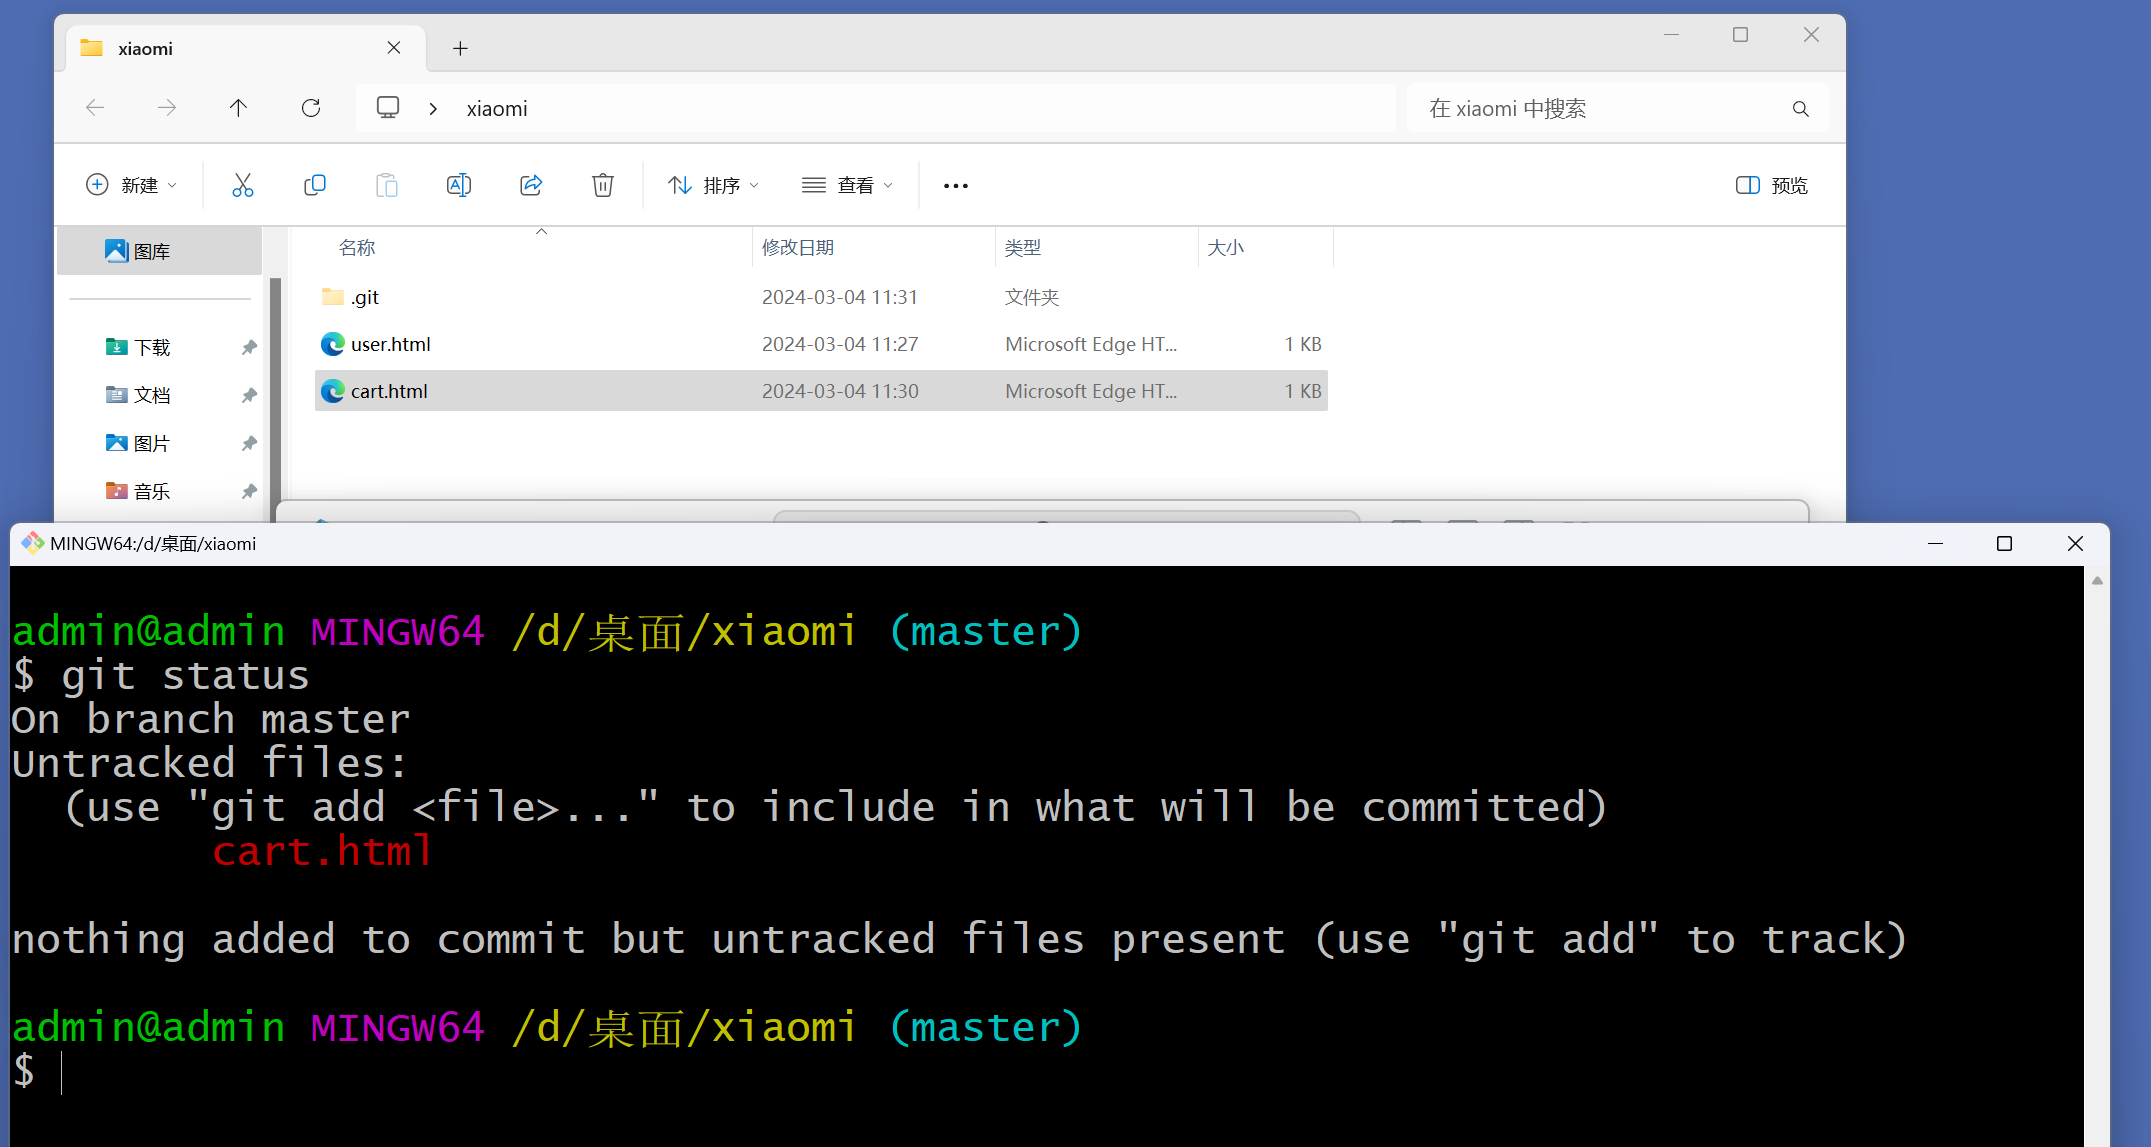 xiaomi
xiaomi
在 xiaomi 中搜索
新建
排序
查看
预览
图库
名称 修改日期 类型 大小
.git 2024-03-04 11:31 文件夹
user.html 2024-03-04 11:27 Microsoft Edge HT... 1 KB
cart.html 2024-03-04 11:30 Microsoft Edge HT... 1 KB
下载
文档
图片
音乐
MINGW64:/d/桌面/xiaomi
admin@admin MINGW64 /d/桌面/xiaomi (master)
$ git status
On branch master
Untracked files:
(use "git add <file>..." to include in what will be committed)
cart.html
nothing added to commit but untracked files present (use "git add" to track)
admin@admin MINGW64 /d/桌面/xiaomi (master)
$